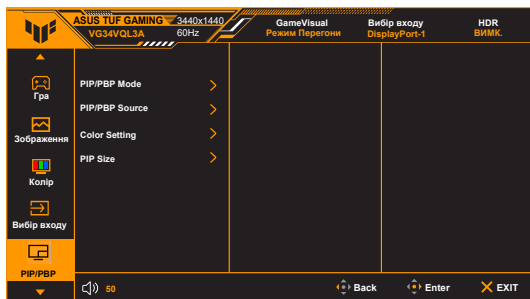 ASUS TUF GAMING
VG34VQL3A
3440x1440
60Hz
GameVisual
Режим Перегони
Вибір входу
DisplayPort-1
HDR
ВИМК.
Гра
Зображення
Колір
Вибір входу
PIP/PBP
PIP/PBP Mode
PIP/PBP Source
Color Setting
PIP Size
50
Back
Enter
EXIT